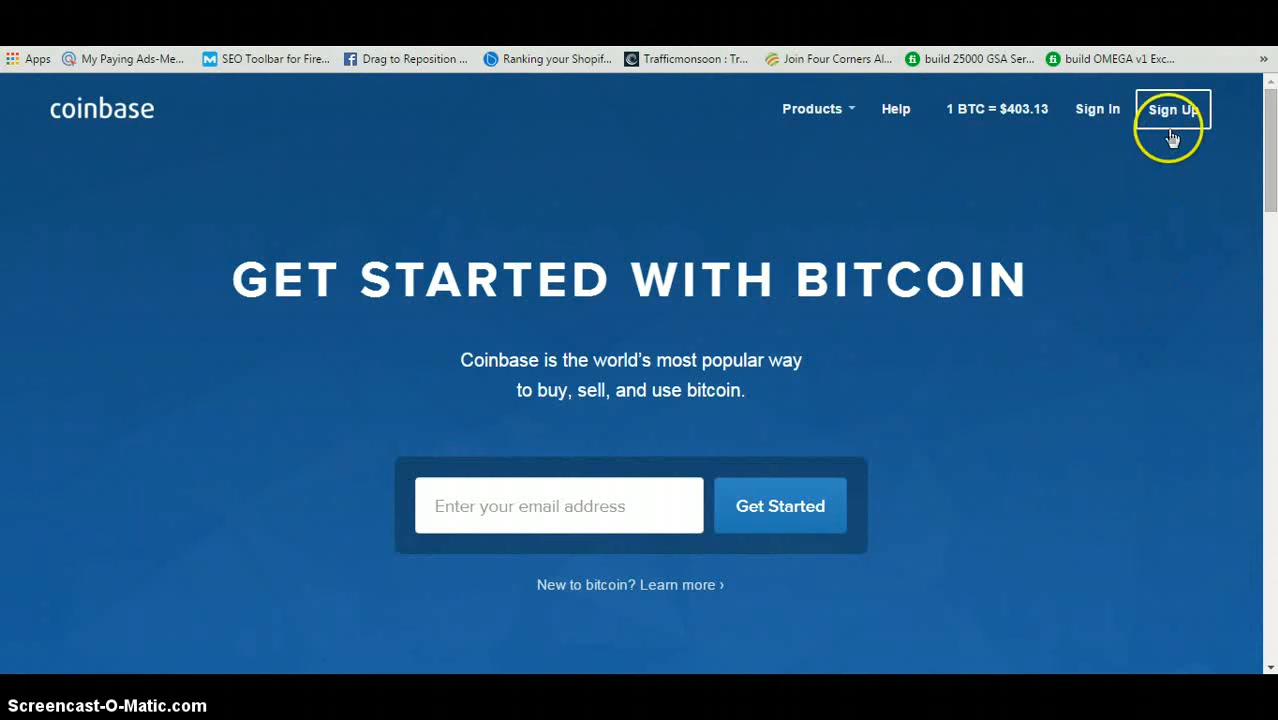 Apps My Paying Ads-Me... SEO Toolbar for Fire... Drag to Reposition ... Ranking your Shopif... Trafficmonsoon : Tr... Join Four Corners Al... build 25000 GSA Ser... build OMEGA v1 Exc... »
coinbase Products Help 1 BTC = $403.13 Sign In Sign Up
GET STARTED WITH BITCOIN
Coinbase is the world's most popular way
to buy, sell, and use bitcoin.
Enter your email address Get Started
New to bitcoin? Learn more ›
Screencast-O-Matic.com